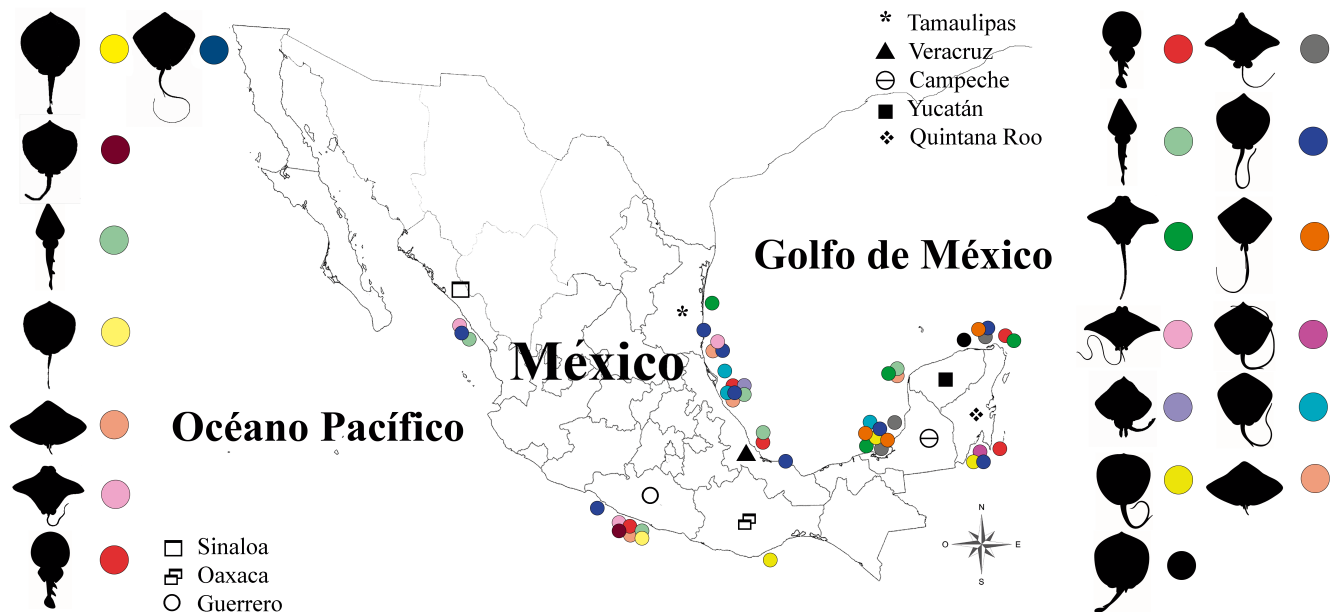 Tamaulipas
Veracruz
Campeche
Yucatán
Quintana Roo
Golfo de México
México
Océano Pacífico
Sinaloa
Oaxaca
Guerrero
N
O
E
S